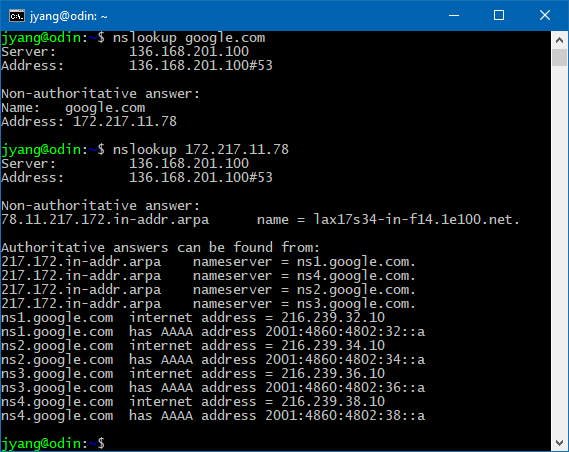 jyang@odin: ~
jyang@odin:~$ nslookup google.com
Server:         136.168.201.100
Address:        136.168.201.100#53

Non-authoritative answer:
Name:   google.com
Address: 172.217.11.78

jyang@odin:~$ nslookup 172.217.11.78
Server:         136.168.201.100
Address:        136.168.201.100#53

Non-authoritative answer:
78.11.217.172.in-addr.arpa      name = lax17s34-in-f14.1e100.net.

Authoritative answers can be found from:
217.172.in-addr.arpa    nameserver = ns1.google.com.
217.172.in-addr.arpa    nameserver = ns4.google.com.
217.172.in-addr.arpa    nameserver = ns2.google.com.
217.172.in-addr.arpa    nameserver = ns3.google.com.
ns1.google.com  internet address = 216.239.32.10
ns1.google.com  has AAAA address 2001:4860:4802:32::a
ns2.google.com  internet address = 216.239.34.10
ns2.google.com  has AAAA address 2001:4860:4802:34::a
ns3.google.com  internet address = 216.239.36.10
ns3.google.com  has AAAA address 2001:4860:4802:36::a
ns4.google.com  internet address = 216.239.38.10
ns4.google.com  has AAAA address 2001:4860:4802:38::a

jyang@odin:~$